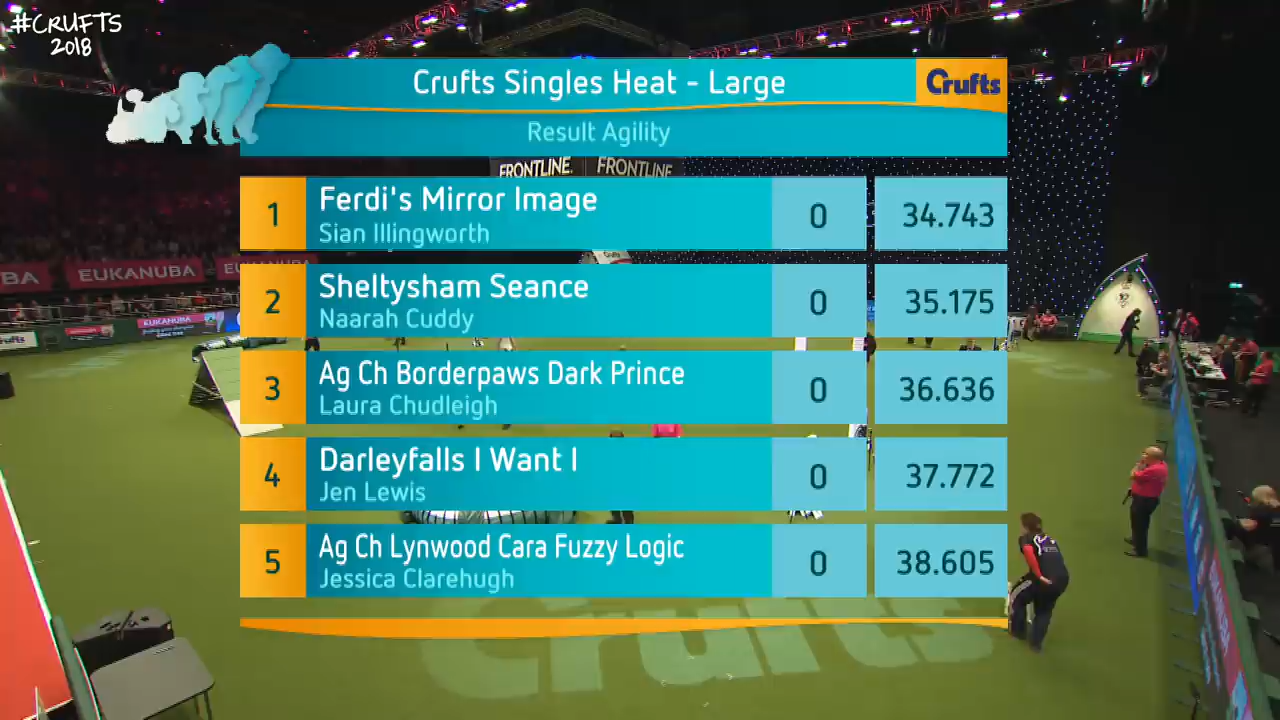 #CRUFTS
2018
Crufts Singles Heat - Large
Crufts
Result Agility
FRONTLINE. FRONTLINE
1 Ferdi's Mirror Image 0 34.743
Sian Illingworth
Crufts
EUKANUBA
2 Sheltysham Seance 0 35.175
Naarah Cuddy
EUKANUBA
3 Ag Ch Borderpaws Dark Prince 0 36.636
Laura Chudleigh
4 Darleyfalls I Want I 0 37.772
Jen Lewis
5 Ag Ch Lynwood Cara Fuzzy Logic 0 38.605
Jessica Clarehugh
Crufts